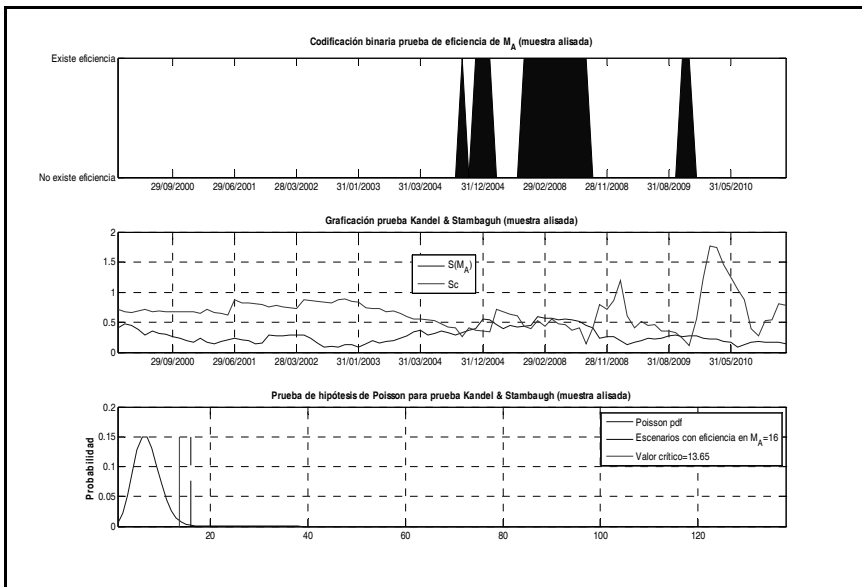 Codificación binaria prueba de eficiencia de M_A (muestra alisada)
Existe eficiencia
No existe eficiencia
29/09/2000 29/06/2001 28/03/2002 31/01/2003 31/03/2004 31/12/2004 29/02/2008 28/11/2008 31/08/2009 31/05/2010
Graficación prueba Kandel & Stambaguh (muestra alisada)
2
1.5
1
0.5
0
S(M_A)
Sc
29/09/2000 29/06/2001 28/03/2002 31/01/2003 31/03/2004 31/12/2004 29/02/2008 28/11/2008 31/08/2009 31/05/2010
Prueba de hipótesis de Poisson para prueba Kandel & Stambaugh (muestra alisada)
Probabilidad
0.2
0.15
0.1
0.05
0
Poisson pdf
Escenarios con eficiencia en M_A=16
Valor crítico=13.65
20 40 60 80 100 120